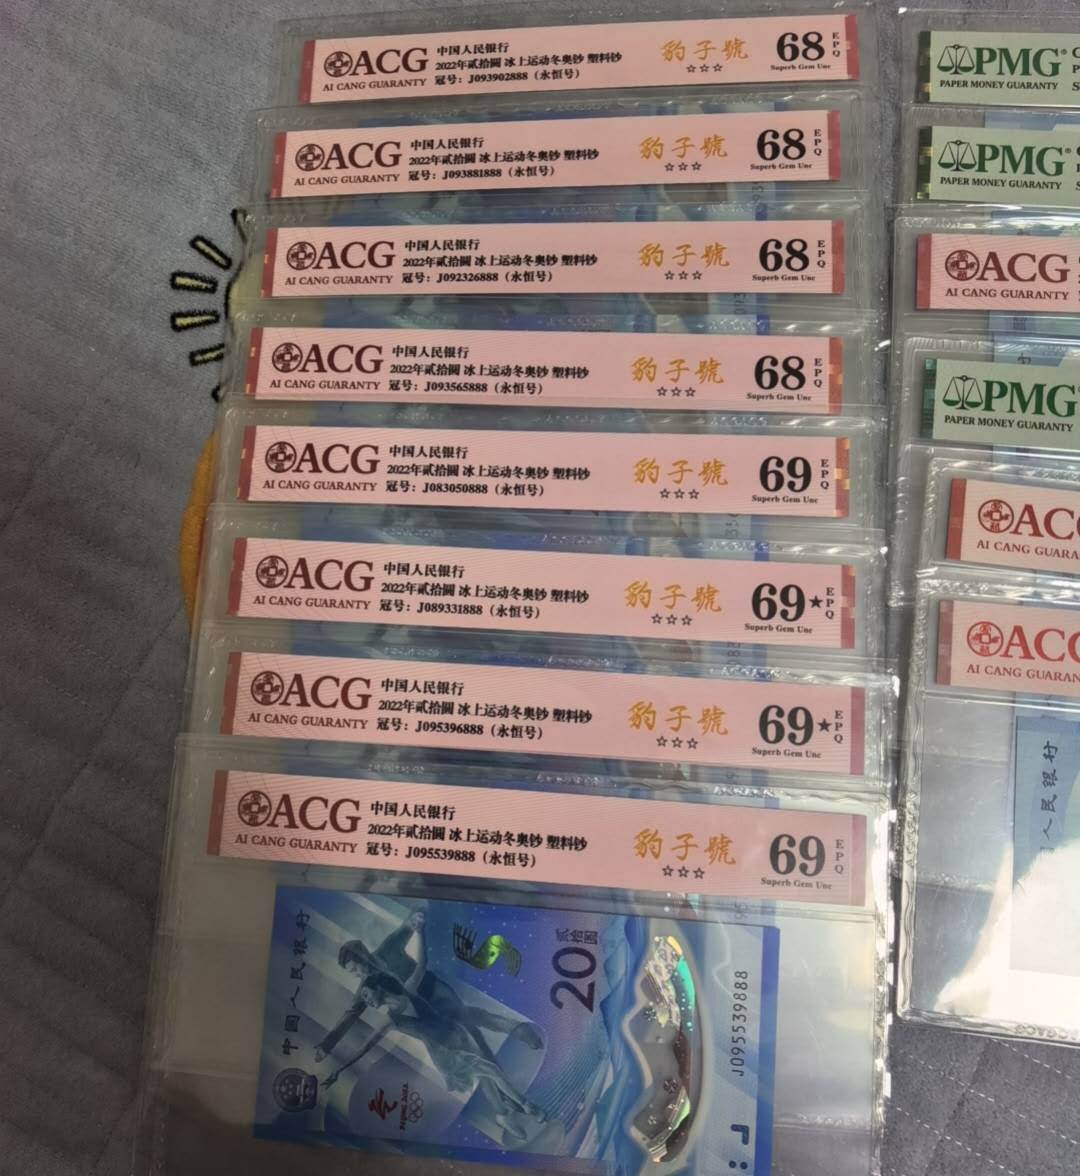 ACG
AI CANG GUARANTY
中国人民银行
2022年贰拾圆 冰上运动冬奥钞 塑料钞
冠号：J093902888（永恒号）
豹子號
☆☆☆
68
EPQ
Superb Gem Unc
ACG
AI CANG GUARANTY
中国人民银行
2022年贰拾圆 冰上运动冬奥钞 塑料钞
冠号：J093881888（永恒号）
豹子號
☆☆☆
68
EPQ
Superb Gem Unc
ACG
AI CANG GUARANTY
中国人民银行
2022年贰拾圆 冰上运动冬奥钞 塑料钞
冠号：J092326888（永恒号）
豹子號
☆☆☆
68
EPQ
Superb Gem Unc
ACG
AI CANG GUARANTY
中国人民银行
2022年贰拾圆 冰上运动冬奥钞 塑料钞
冠号：J093565888（永恒号）
豹子號
☆☆☆
68
EPQ
Superb Gem Unc
ACG
AI CANG GUARANTY
中国人民银行
2022年贰拾圆 冰上运动冬奥钞 塑料钞
冠号：J083050888（永恒号）
豹子號
☆☆☆
69
EPQ
Superb Gem Unc
ACG
AI CANG GUARANTY
中国人民银行
2022年贰拾圆 冰上运动冬奥钞 塑料钞
冠号：J089331888（永恒号）
豹子號
☆☆☆
69★
EPQ
Superb Gem Unc
ACG
AI CANG GUARANTY
中国人民银行
2022年贰拾圆 冰上运动冬奥钞 塑料钞
冠号：J095396888（永恒号）
豹子號
☆☆☆
69★
EPQ
Superb Gem Unc
ACG
AI CANG GUARANTY
中国人民银行
2022年贰拾圆 冰上运动冬奥钞 塑料钞
冠号：J095539888（永恒号）
豹子號
☆☆☆
69
EPQ
Superb Gem Unc
中国人民银行
20
贰拾圆
J095539888
PMG
PAPER MONEY GUARANTY
PMG
PAPER MONEY GUARANTY
ACG
AI CANG GUARANTY
PMG
PAPER MONEY GUARANTY
AC
AI CANG GUARA
AC
AI CANG GUARAN
人民银行